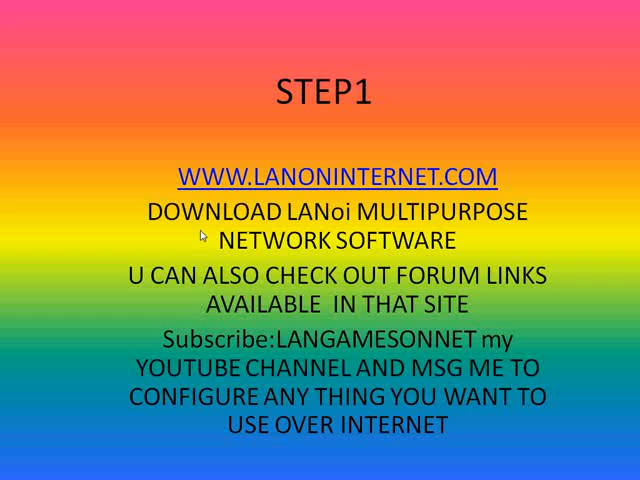 STEP1
WWW.LANONINTERNET.COM
DOWNLOAD LANoi MULTIPURPOSE
NETWORK SOFTWARE
U CAN ALSO CHECK OUT FORUM LINKS
AVAILABLE  IN THAT SITE
Subscribe:LANGAMESONNET my
YOUTUBE CHANNEL AND MSG ME TO
CONFIGURE ANY THING YOU WANT TO
USE OVER INTERNET